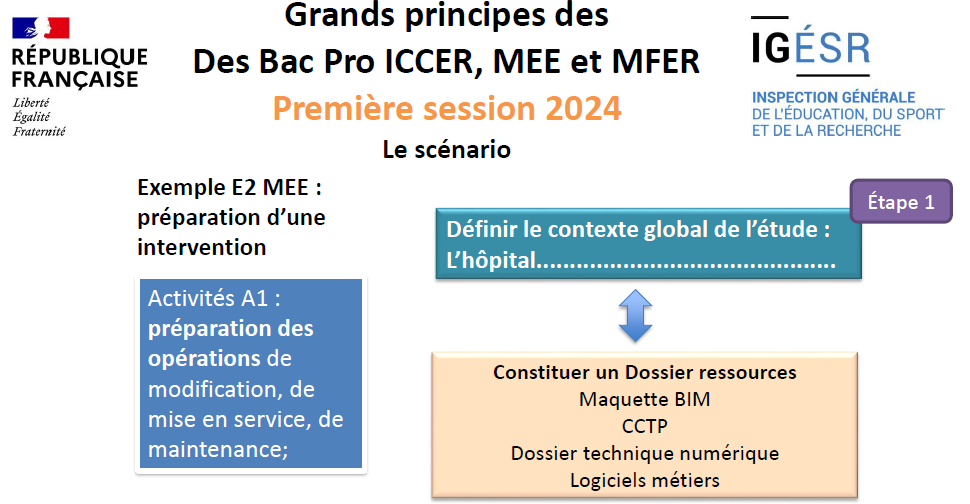 Grands principes des
Des Bac Pro ICCER, MEE et MFER
Première session 2024
Le scénario
RÉPUBLIQUE
FRANÇAISE
Liberté
Égalité
Fraternité
IGÉSR
INSPECTION GÉNÉRALE
DE L'ÉDUCATION, DU SPORT
ET DE LA RECHERCHE
Exemple E2 MEE :
préparation d'une
intervention
Activités A1 :
préparation des
opérations de
modification, de
mise en service, de
maintenance;
Étape 1
Définir le contexte global de l'étude :
L'hôpital.............................................
Constituer un Dossier ressources
Maquette BIM
CCTP
Dossier technique numérique
Logiciels métiers